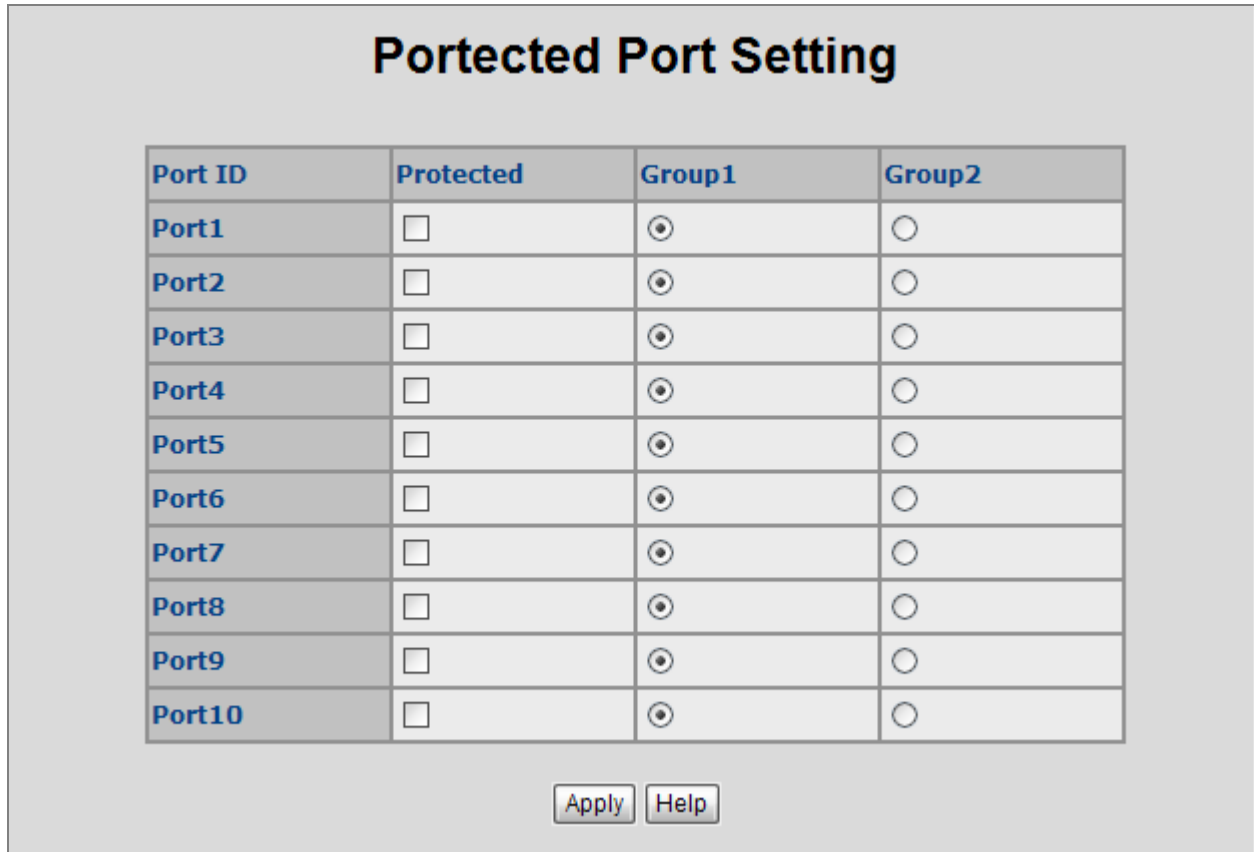 Portected Port Setting
Port ID Protected Group1 Group2
Port1
Port2
Port3
Port4
Port5
Port6
Port7
Port8
Port9
Port10
Apply Help